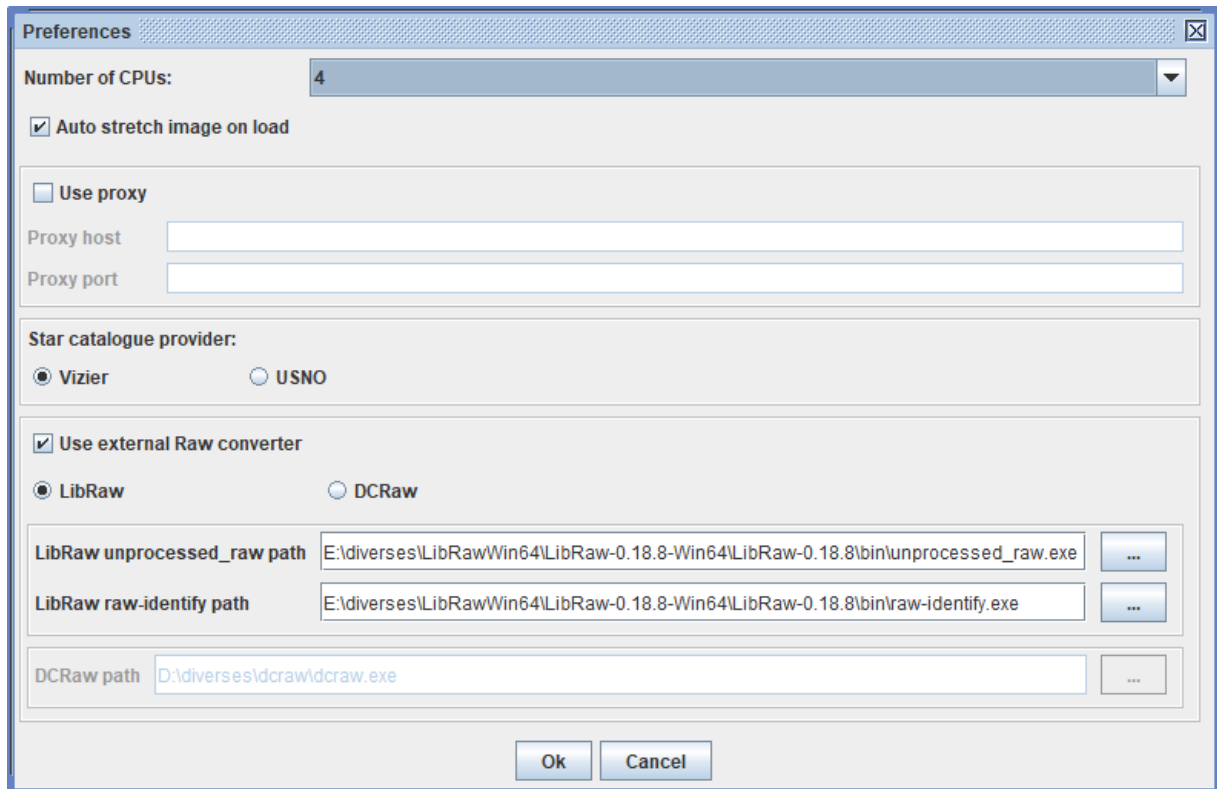 Preferences
Number of CPUs: 4
Auto stretch image on load
Use proxy
Proxy host
Proxy port
Star catalogue provider:
Vizier USNO
Use external Raw converter
LibRaw DCRaw
LibRaw unprocessed_raw path E:\diverses\LibRawWin64\LibRaw-0.18.8-Win64\LibRaw-0.18.8\bin\unprocessed_raw.exe ...
LibRaw raw-identify path E:\diverses\LibRawWin64\LibRaw-0.18.8-Win64\LibRaw-0.18.8\bin\raw-identify.exe ...
DCRaw path D:\diverses\dcraw\dcraw.exe ...
Ok Cancel